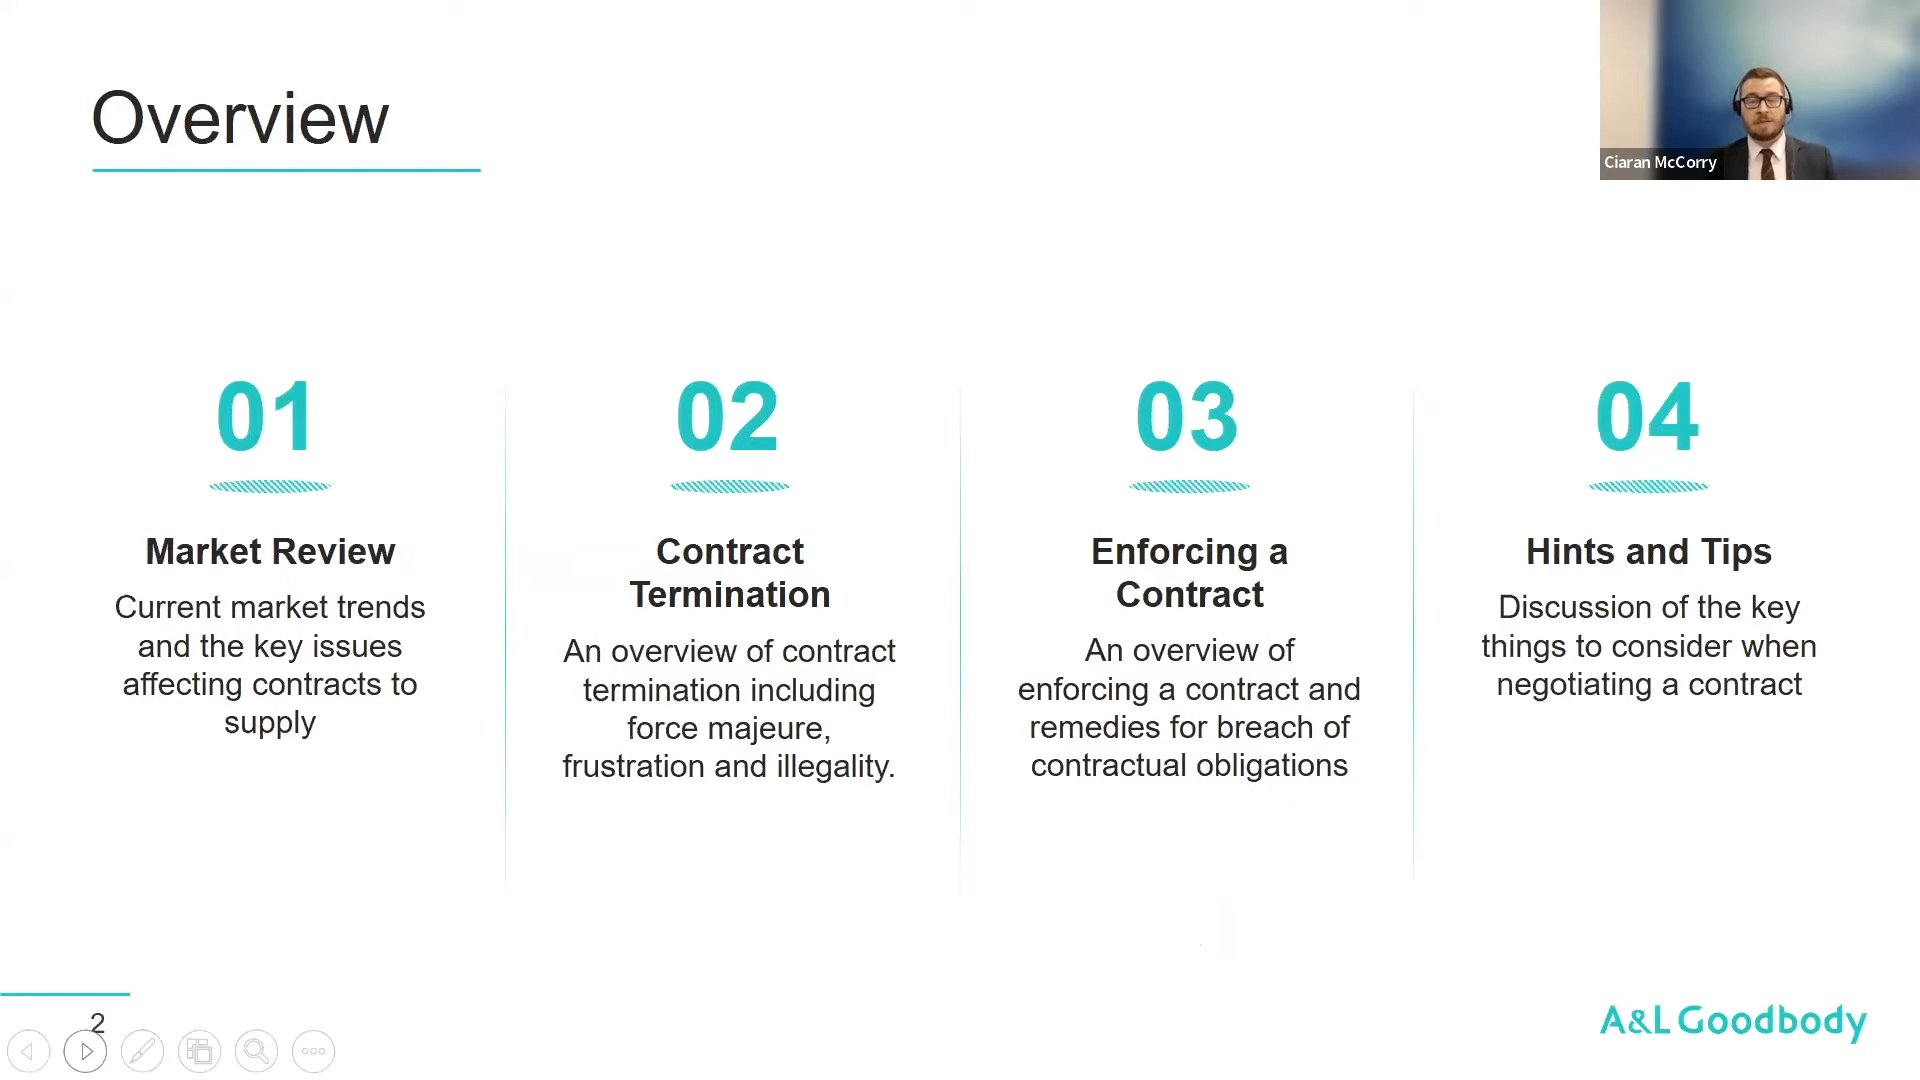 Overview
Ciaran McCorry
01
Market Review
Current market trends
and the key issues
affecting contracts to
supply
02
Contract
Termination
An overview of contract
termination including
force majeure,
frustration and illegality.
03
Enforcing a
Contract
An overview of
enforcing a contract and
remedies for breach of
contractual obligations
04
Hints and Tips
Discussion of the key
things to consider when
negotiating a contract
2
A&L Goodbody